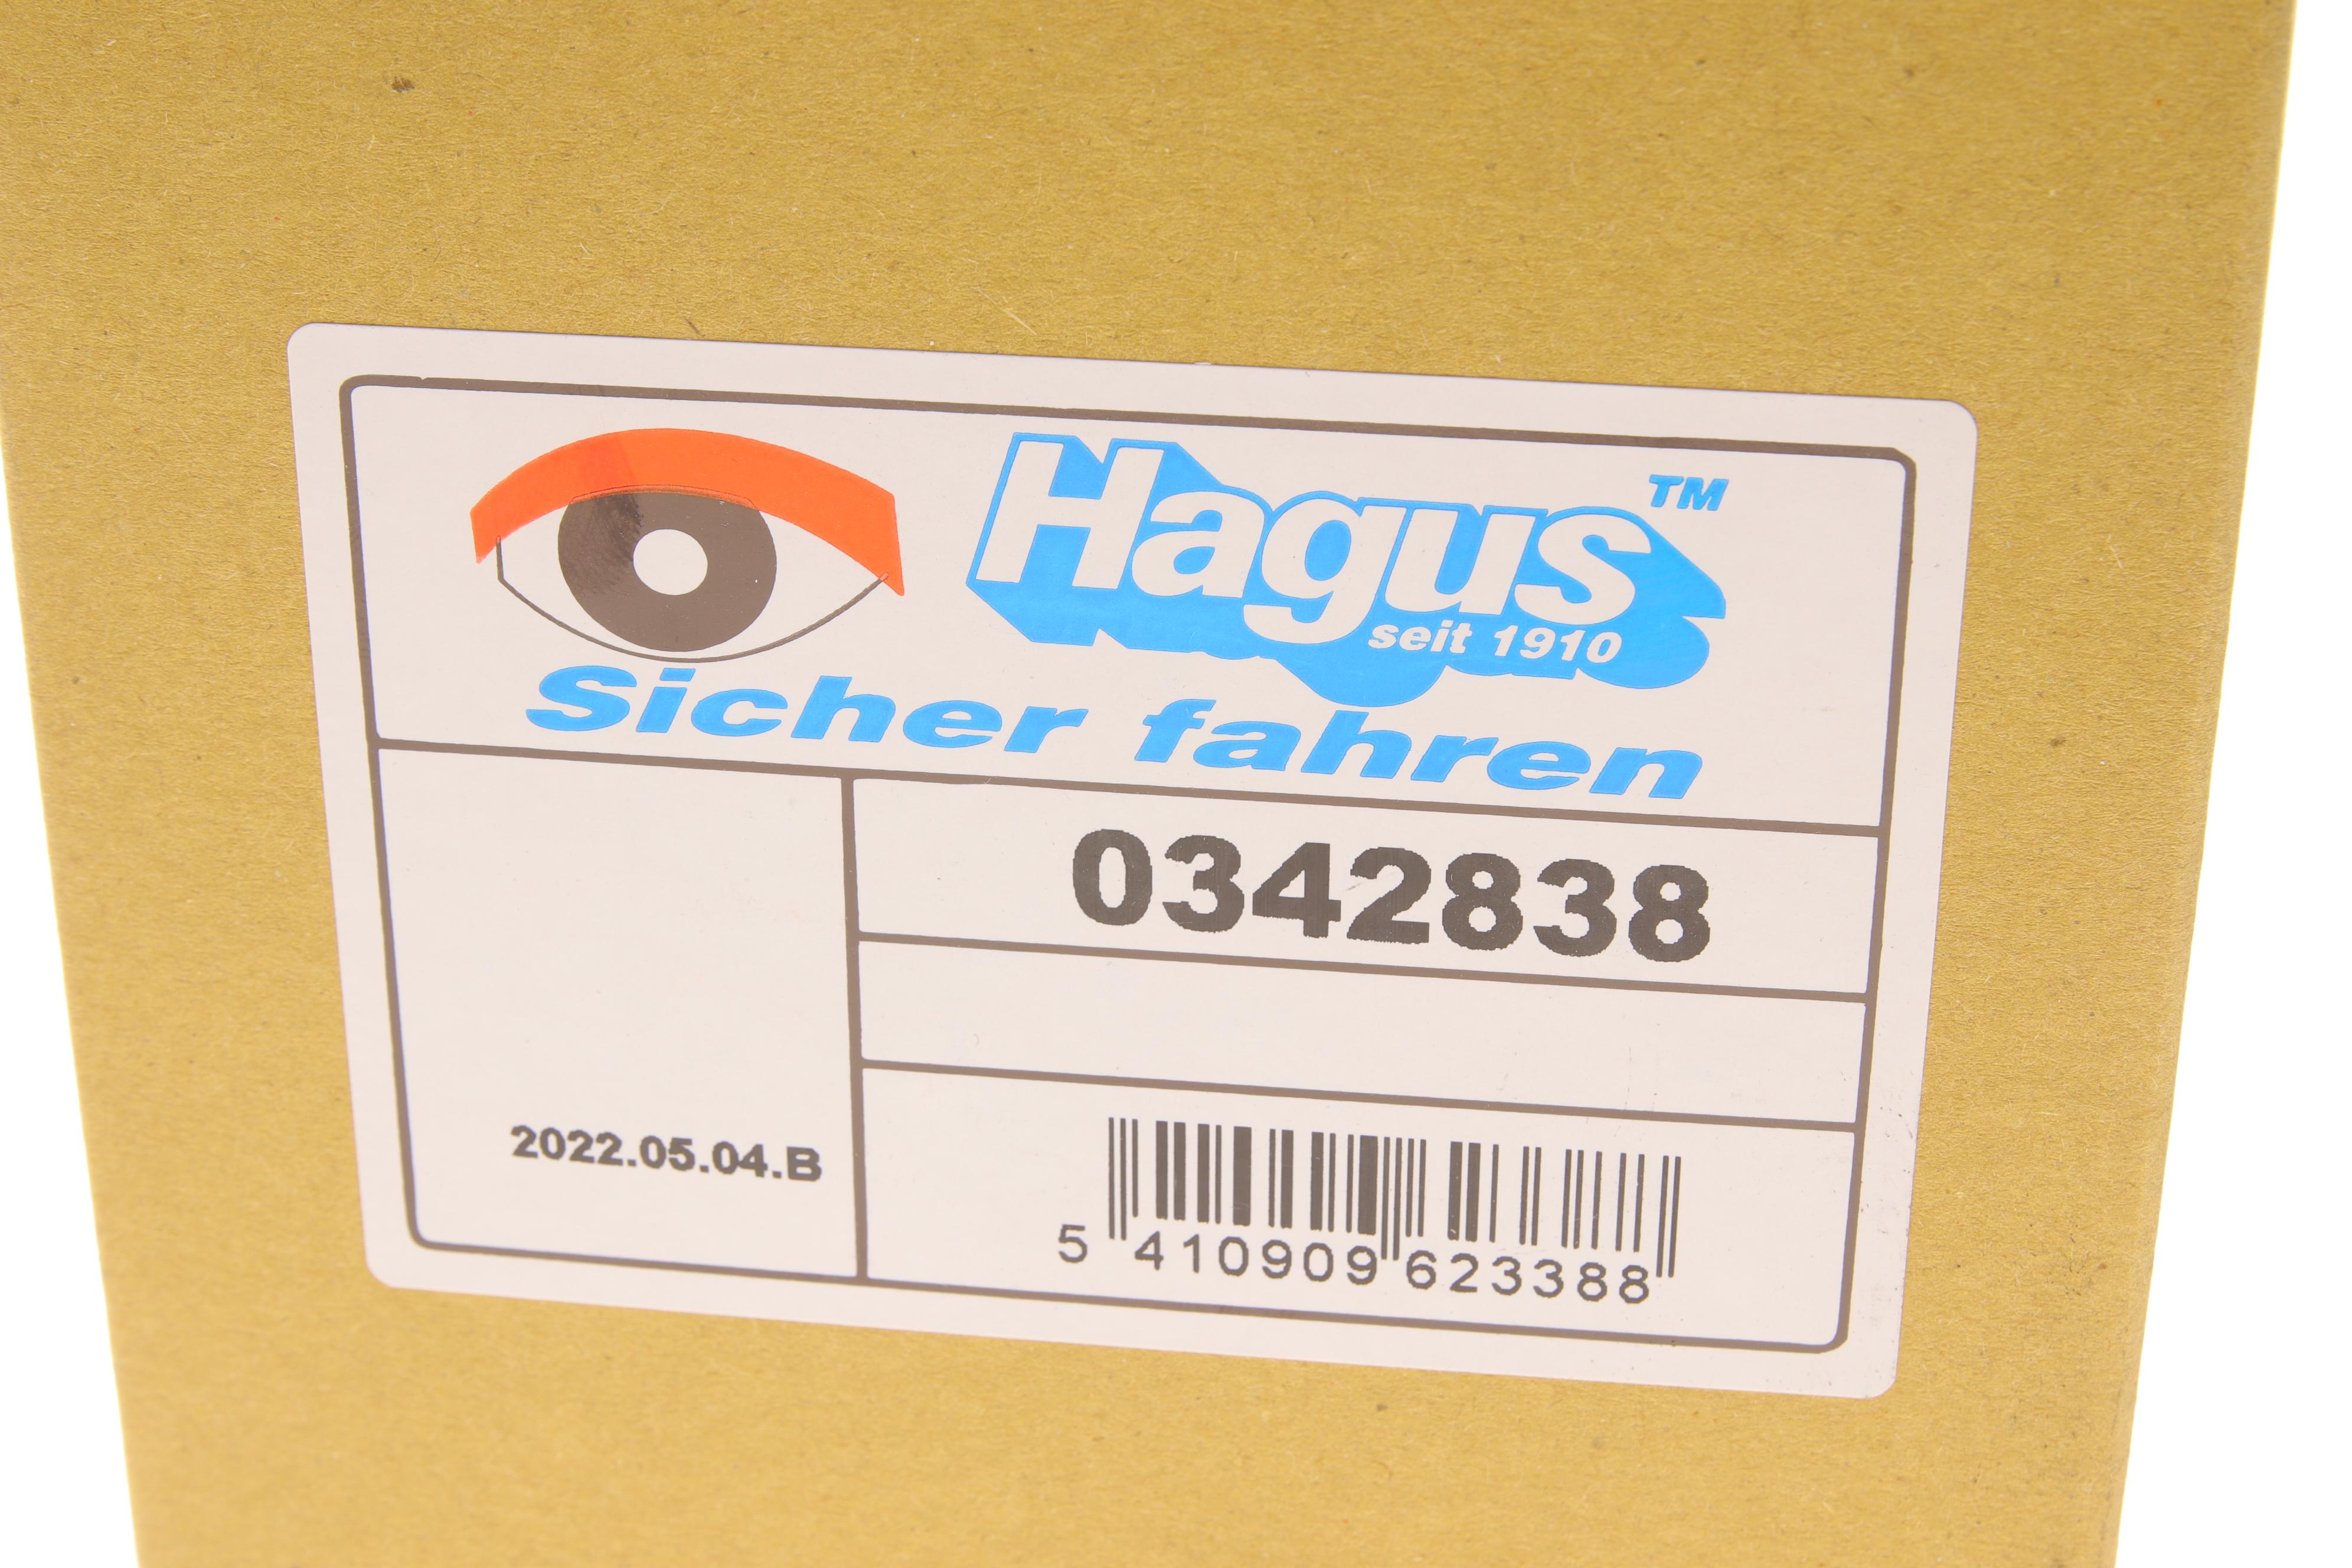 Hagus™
seit 1910
Sicher fahren
0342838
2022.05.04.B
5 410909 623388